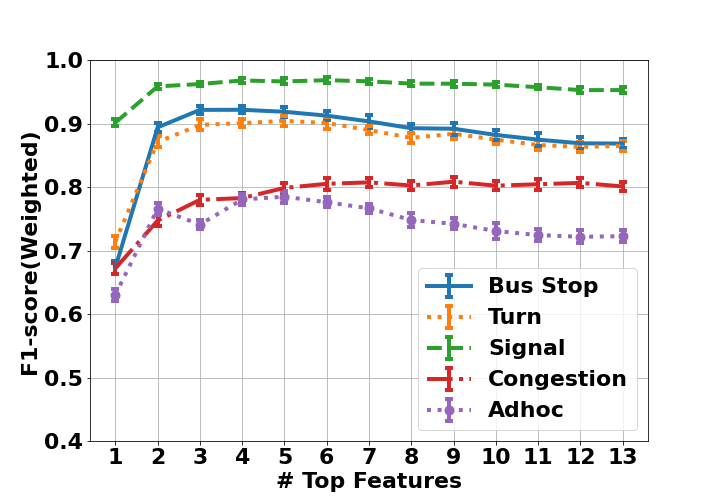 1.0
0.9
0.8
0.7
0.6
0.5
0.4
F1-score(Weighted)
Bus Stop
Turn
Signal
Congestion
Adhoc
1 2 3 4 5 6 7 8 9 10 11 12 13
# Top Features